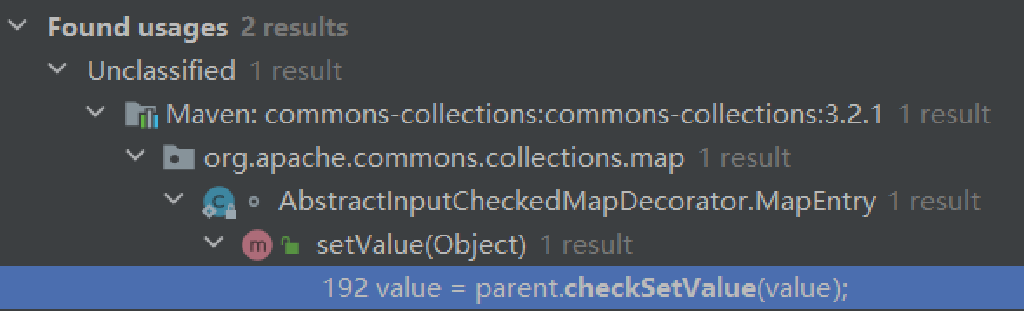 Found usages 2 results
Unclassified 1 result
Maven: commons-collections:commons-collections:3.2.1 1 result
org.apache.commons.collections.map 1 result
C AbstractInputCheckedMapDecorator.MapEntry 1 result
m setValue(Object) 1 result
192 value = parent.checkSetValue(value);